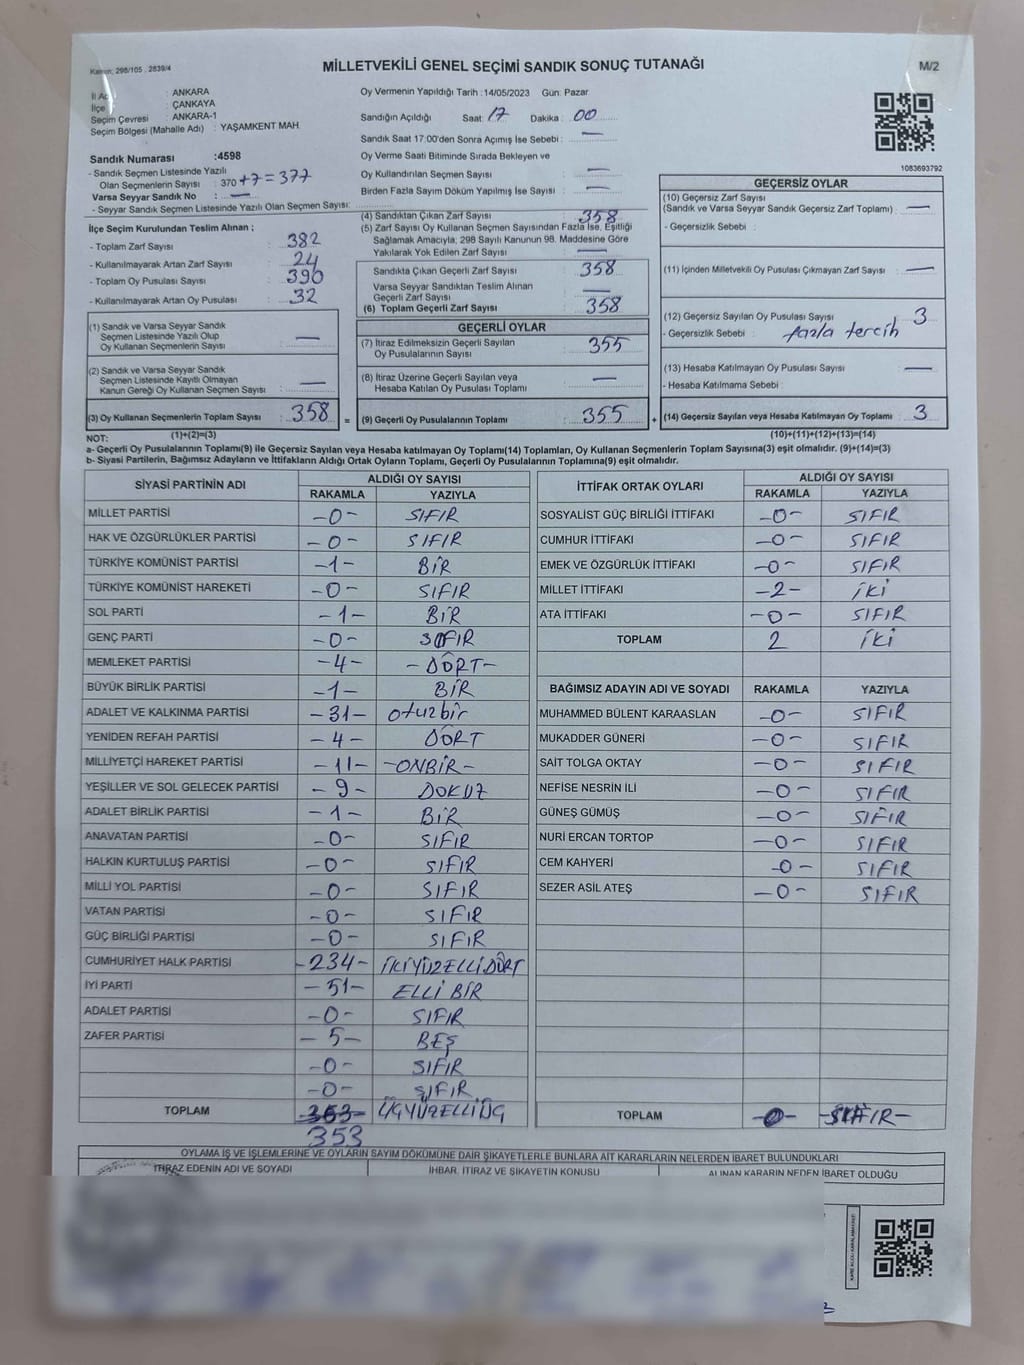 Kanun: 298/105 , 2839/4
MİLLETVEKİLİ GENEL SEÇİMİ SANDIK SONUÇ TUTANAĞI
M/2
İl Adı : ANKARA
İlçe : ÇANKAYA
Seçim Çevresi : ANKARA-1
Seçim Bölgesi (Mahalle Adı) : YAŞAMKENT MAH.
Oy Vermenin Yapıldığı Tarih :14/05/2023 Gün: Pazar
Sandığın Açıldığı Saat: 17 Dakika : 00
Sandık Saat 17:00'den Sonra Açımış İse Sebebi : —
Oy Verme Saati Bitiminde Sırada Bekleyen ve
Oy Kullandırılan Seçmen Sayısı : —
Birden Fazla Sayım Döküm Yapılmış İse Sayısı : —
1083693792
Sandık Numarası :4598
- Sandık Seçmen Listesinde Yazılı
Olan Seçmenlerin Sayısı : 370 +7=377
Varsa Seyyar Sandık No : —
- Seyyar Sandık Seçmen Listesinde Yazılı Olan Seçmen Sayısı:
İlçe Seçim Kurulundan Teslim Alınan ;
- Toplam Zarf Sayısı : 382
- Kullanılmayarak Artan Zarf Sayısı : 24
- Toplam Oy Pusulası Sayısı : 390
- Kullanılmayarak Artan Oy Pusulası : 32
(1) Sandık ve Varsa Seyyar Sandık
Seçmen Listesinde Yazılı Olup
Oy Kullanan Seçmenlerin Sayısı : —
(2) Sandık ve Varsa Seyyar Sandık
Seçmen Listesinde Kayıtlı Olmayan
Kanun Gereği Oy Kullanan Seçmen Sayısı : —
(3) Oy Kullanan Seçmenlerin Toplam Sayısı : 358 =
(1)+(2)=(3)
(4) Sandıktan Çıkan Zarf Sayısı : 358
(5) Zarf Sayısı Oy Kullanan Seçmen Sayısından Fazla İse, Eşitliği
Sağlamak Amacıyla; 298 Sayılı Kanunun 98. Maddesine Göre
Yakılarak Yok Edilen Zarf Sayısı : —
Sandıkta Çıkan Geçerli Zarf Sayısı : 358
Varsa Seyyar Sandıktan Teslim Alınan
Geçerli Zarf Sayısı : —
(6) Toplam Geçerli Zarf Sayısı : 358
GEÇERLİ OYLAR
(7) İtiraz Edilmeksizin Geçerli Sayılan
Oy Pusulalarının Sayısı : 355
(8) İtiraz Üzerine Geçerli Sayılan veya
Hesaba Katılan Oy Pusulası Toplamı : —
(9) Geçerli Oy Pusulalarının Toplamı : 355 +
GEÇERSİZ OYLAR
(10) Geçersiz Zarf Sayısı
(Sandık ve Varsa Seyyar Sandık Geçersiz Zarf Toplamı) : —
- Geçersizlik Sebebi :
(11) İçinden Milletvekili Oy Pusulası Çıkmayan Zarf Sayısı : —
(12) Geçersiz Sayılan Oy Pusulası Sayısı : 3
- Geçersizlik Sebebi : fazla tercih
(13) Hesaba Katılmayan Oy Pusulası Sayısı : —
- Hesaba Katılmama Sebebi :
(14) Geçersiz Sayılan veya Hesaba Katılmayan Oy Toplamı : 3
(10)+(11)+(12)+(13)=(14)
NOT:
a- Geçerli Oy Pusulalarının Toplamı(9) ile Geçersiz Sayılan veya Hesaba katılmayan Oy Toplamı(14) Toplamları, Oy Kullanan Seçmenlerin Toplam Sayısına(3) eşit olmalıdır. (9)+(14)=(3)
b- Siyasi Partilerin, Bağımsız Adayların ve İttifakların Aldığı Ortak Oyların Toplamı, Geçerli Oy Pusulalarının Toplamına(9) eşit olmalıdır.
SİYASİ PARTİNİN ADI ALDIĞI OY SAYISI
RAKAMLA YAZIYLA
MİLLET PARTİSİ -0- SIFIR
HAK VE ÖZGÜRLÜKLER PARTİSİ -0- SIFIR
TÜRKİYE KOMÜNİST PARTİSİ -1- BİR
TÜRKİYE KOMÜNİST HAREKETİ -0- SIFIR
SOL PARTİ -1- BİR
GENÇ PARTİ -0-
MEMLEKET PARTİSİ -4- -DÖRT-
BÜYÜK BİRLİK PARTİSİ -1- BİR
ADALET VE KALKINMA PARTİSİ -31- otuzbir
YENİDEN REFAH PARTİSİ -4- DÖRT
MİLLİYETÇİ HAREKET PARTİSİ -11- -ONBİR-
YEŞİLLER VE SOL GELECEK PARTİSİ -9- DOKUZ
ADALET BİRLİK PARTİSİ -1- BİR
ANAVATAN PARTİSİ -0- SIFIR
HALKIN KURTULUŞ PARTİSİ -0- SIFIR
MİLLİ YOL PARTİSİ -0- SIFIR
VATAN PARTİSİ -0- SIFIR
GÜÇ BİRLİĞİ PARTİSİ -0- SIFIR
CUMHURİYET HALK PARTİSİ -234- İKİYÜZELLİDÖRT
İYİ PARTİ -51- ELLİ BİR
ADALET PARTİSİ -0- SIFIR
ZAFER PARTİSİ -5- BEŞ
-0- SIFIR
-0- SIFIR
TOPLAM ÜÇYÜZELLİÜÇ
353
İTTİFAK ORTAK OYLARI ALDIĞI OY SAYISI
RAKAMLA YAZIYLA
SOSYALİST GÜÇ BİRLİĞİ İTTİFAKI -0- SIFIR
CUMHUR İTTİFAKI -0- SIFIR
EMEK VE ÖZGÜRLÜK İTTİFAKI -0- SIFIR
MİLLET İTTİFAKI -2- İKİ
ATA İTTİFAKI -0- SIFIR
TOPLAM 2 İKİ
BAĞIMSIZ ADAYIN ADI VE SOYADI RAKAMLA YAZIYLA
MUHAMMED BÜLENT KARAASLAN -0- SIFIR
MUKADDER GÜNERİ -0- SIFIR
SAİT TOLGA OKTAY -0- SIFIR
NEFİSE NESRİN İLİ -0- SIFIR
GÜNEŞ GÜMÜŞ -0- SIFIR
NURİ ERCAN TORTOP -0- SIFIR
CEM KAHYERİ -0- SIFIR
SEZER ASİL ATEŞ -0- SIFIR
TOPLAM -0- -SIFIR-
OYLAMA İŞ VE İŞLEMLERİNE VE OYLARIN SAYIM DÖKÜMÜNE DAİR ŞİKAYETLERLE BUNLARA AİT KARARLARIN NELERDEN İBARET BULUNDUKLARI
İTİRAZ EDENİN ADI VE SOYADI İHBAR, İTİRAZ VE ŞİKAYETİN KONUSU ALINAN KARARIN NEDEN İBARET OLDUĞU